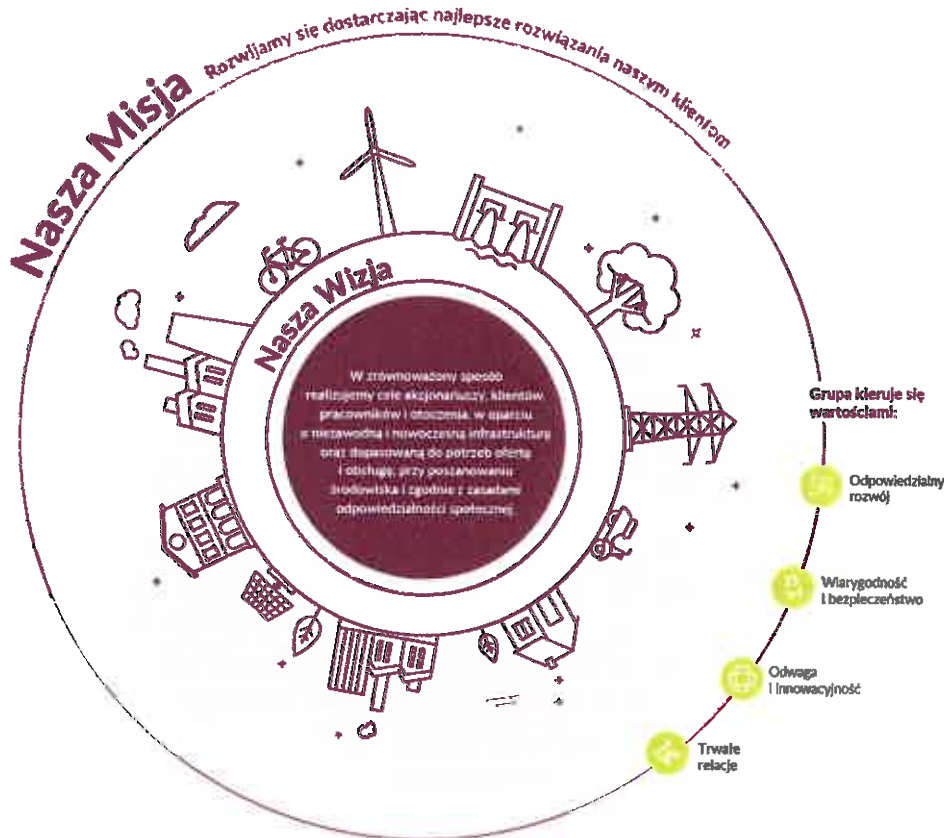 Nasza Misja
Rozwijamy się dostarczając najlepsze rozwiązania naszym klientom
Nasza Wizja
W zrównoważony sposób
realizujemy cele akcjonariuszy, klientów,
pracowników i otoczenia, w oparciu
o niezawodną i nowoczesną infrastrukturę
oraz dopasowaną do potrzeb ofertę
i obsługę, przy poszanowaniu
środowiska i zgodnie z zasadami
odpowiedzialności społecznej
Grupa kieruje się
wartościami:
Odpowiedzialny
rozwój
Wiarygodność
i bezpieczeństwo
Odwaga
i innowacyjność
Trwałe
relacje